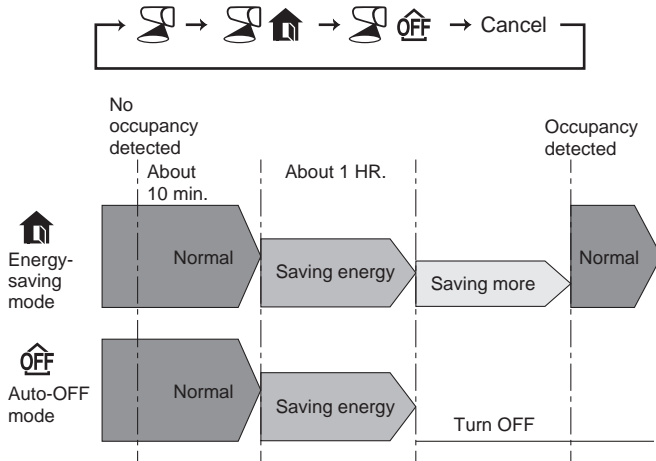 Cancel
No
occupancy
detected
Occupancy
detected
About
10 min.
About 1 HR.
Energy-
saving
mode
Normal
Saving energy
Saving more
Normal
OFF
Auto-OFF
mode
Normal
Saving energy
Turn OFF
OFF